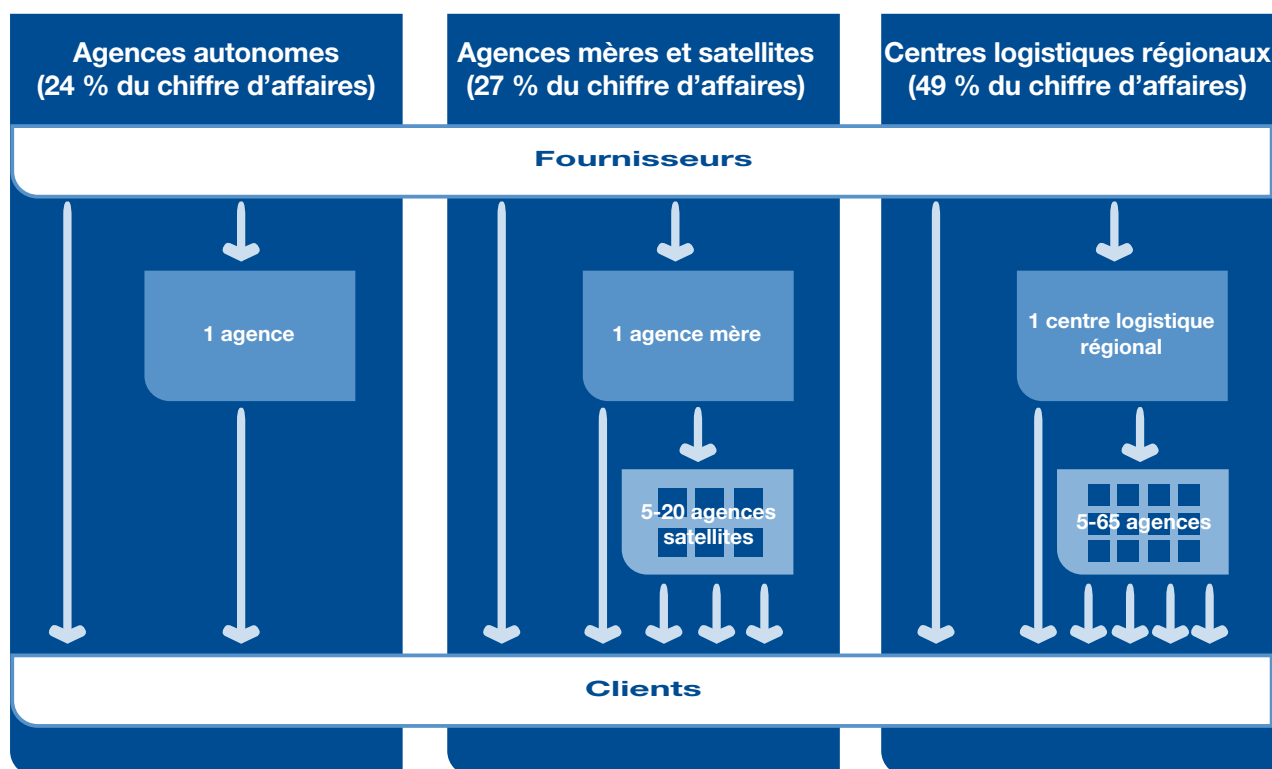 Agences autonomes
(24 % du chiffre d’affaires)
Agences mères et satellites
(27 % du chiffre d’affaires)
Centres logistiques régionaux
(49 % du chiffre d’affaires)
Fournisseurs
1 agence
1 agence mère
1 centre logistique
régional
5-20 agences
satellites
5-65 agences
Clients